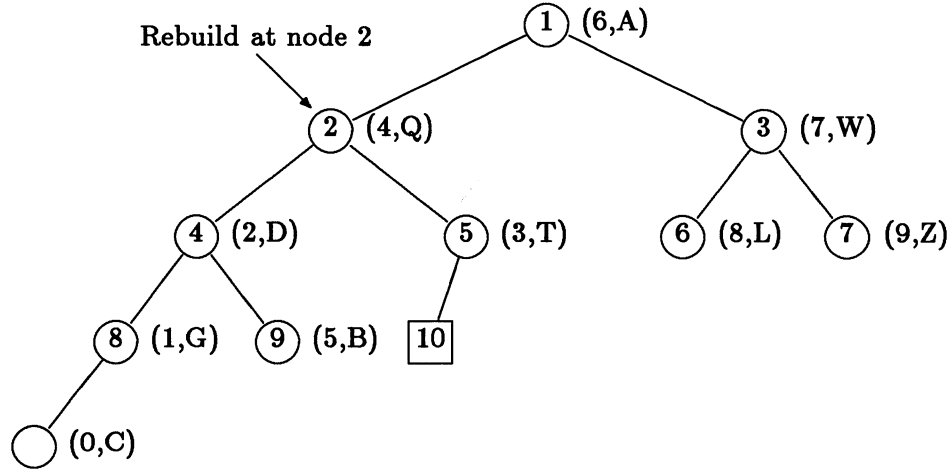 1 (6,A)
Rebuild at node 2
2 (4,Q)
3 (7,W)
4 (2,D)
5 (3,T)
6 (8,L)
7 (9,Z)
8 (1,G)
9 (5,B)
10
(0,C)